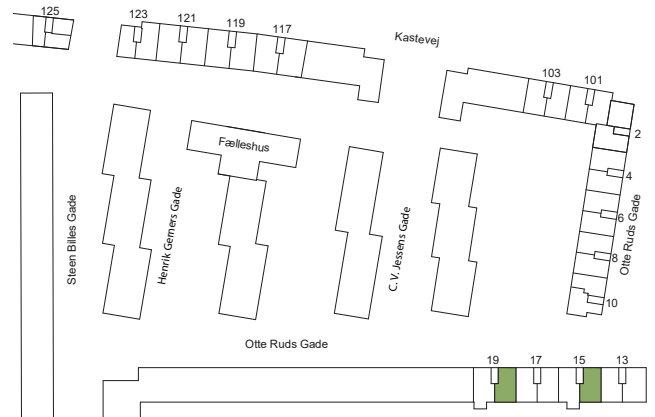 125
123
121
119
117
Kastevej
103
101
2
4
6
8
10
Fælleshus
Steen Billes Gade
Henrik Gerners Gade
C.V. Jessens Gade
Otte Ruds Gade
Otte Ruds Gade
19
17
15
13